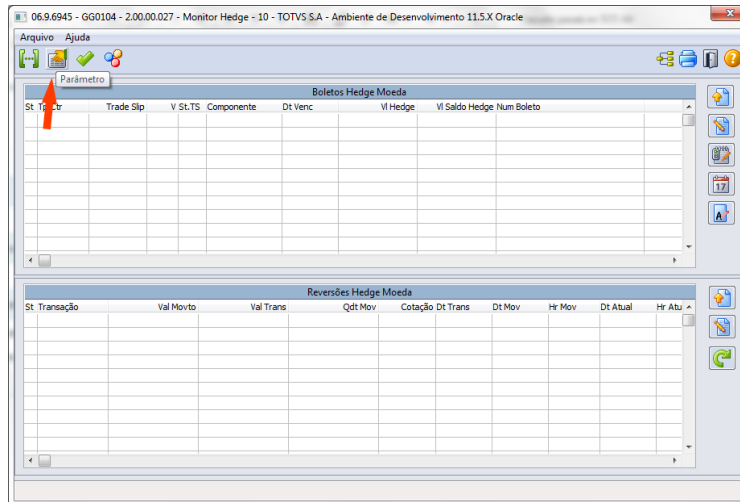 06.9.6945 - GG0104 - 2.00.00.027 - Monitor Hedge - 10 - TOTVS S.A - Ambiente de Desenvolvimento 11.5.X Oracle
Arquivo Ajuda
Parâmetro
Boletos Hedge Moeda
St Tp Ctr Trade Slip V St.TS Componente Dt Venc Vl Hedge Vl Saldo Hedge Num Boleto
17
A
Reversões Hedge Moeda
St Transação Val Movto Val Trans Qdt Mov Cotação Dt Trans Dt Mov Hr Mov Dt Atual Hr Atu